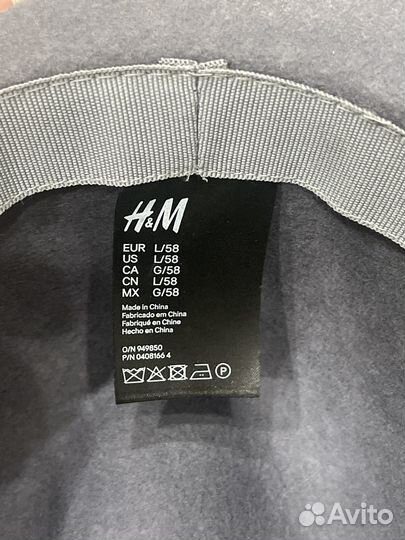 H&M
EUR L/58
US L/58
CA G/58
CN L/58
MX G/58
Made in China
Fabricado em China
Fabriqué en Chine
Hecho en China
O/N 949850
P/N 0408166 4
P
Avito